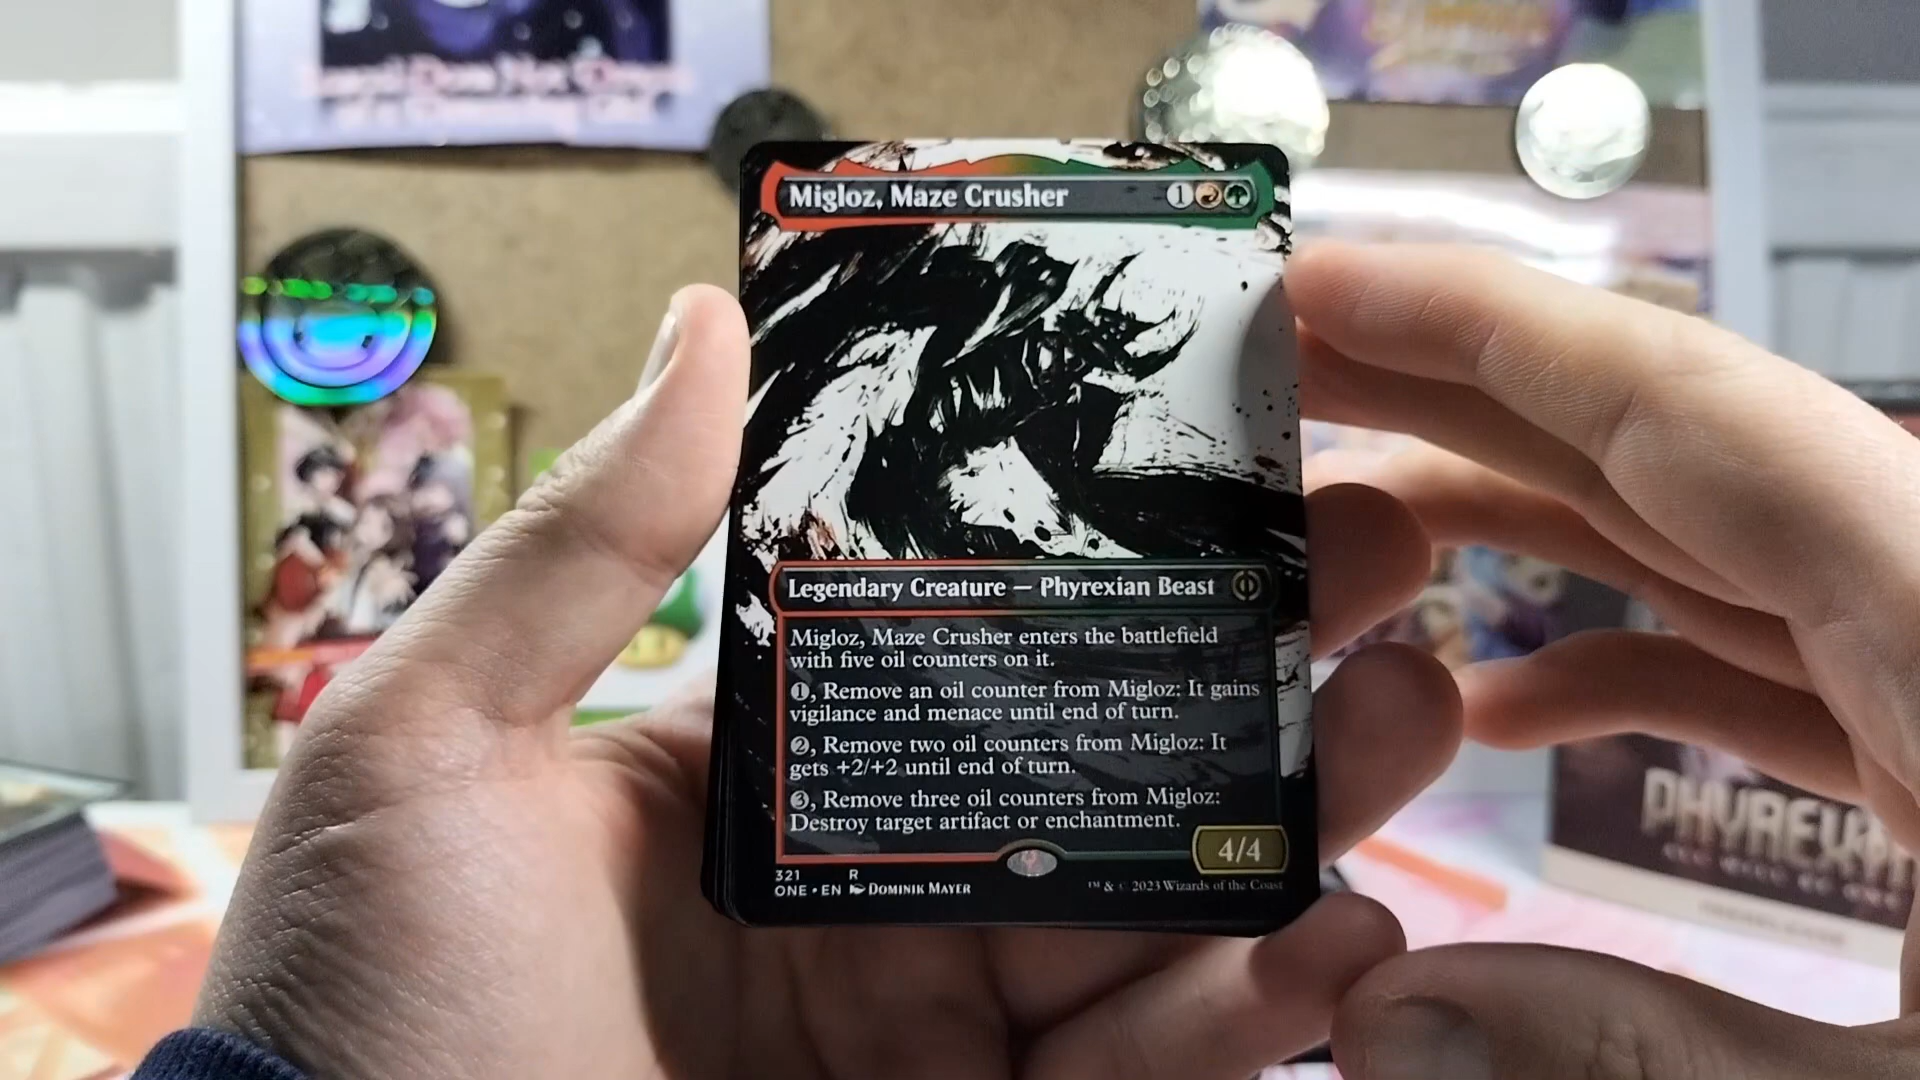 Migloz, Maze Crusher 1
Legendary Creature — Phyrexian Beast
Migloz, Maze Crusher enters the battlefield
with five oil counters on it.
1, Remove an oil counter from Migloz: It gains
vigilance and menace until end of turn.
2, Remove two oil counters from Migloz: It
gets +2/+2 until end of turn.
3, Remove three oil counters from Migloz:
Destroy target artifact or enchantment.
4/4
321 R
ONE • EN DOMINIK MAYER
™ & © 2023 Wizards of the Coast